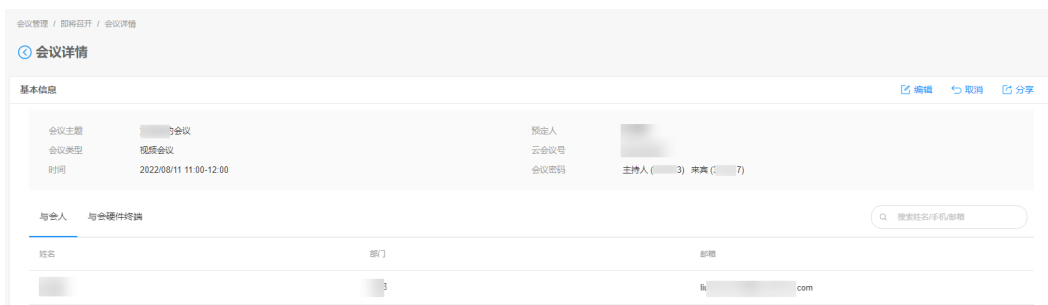 会议管理 / 即将召开 / 会议详情
会议详情
基本信息 编辑 取消 分享
会议主题 的会议 预定人
会议类型 视频会议 云会议号
时间 2022/08/11 11:00-12:00 会议密码 主持人 ( 3) 来宾 ( 7)
与会人 与会硬件终端 搜索姓名/手机/邮箱
姓名 部门 邮箱
com